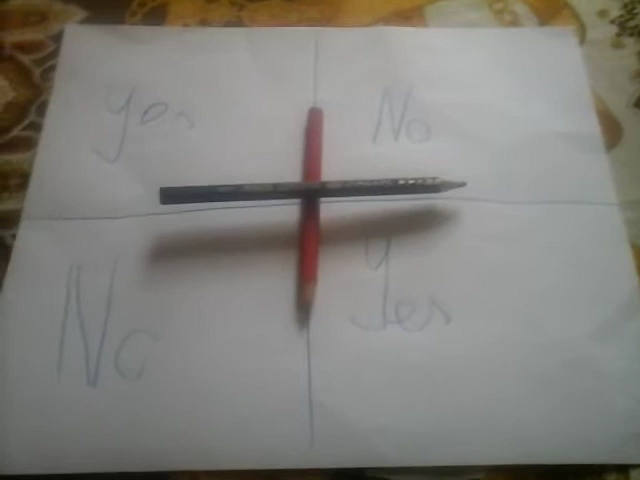 Yes No
No Yes